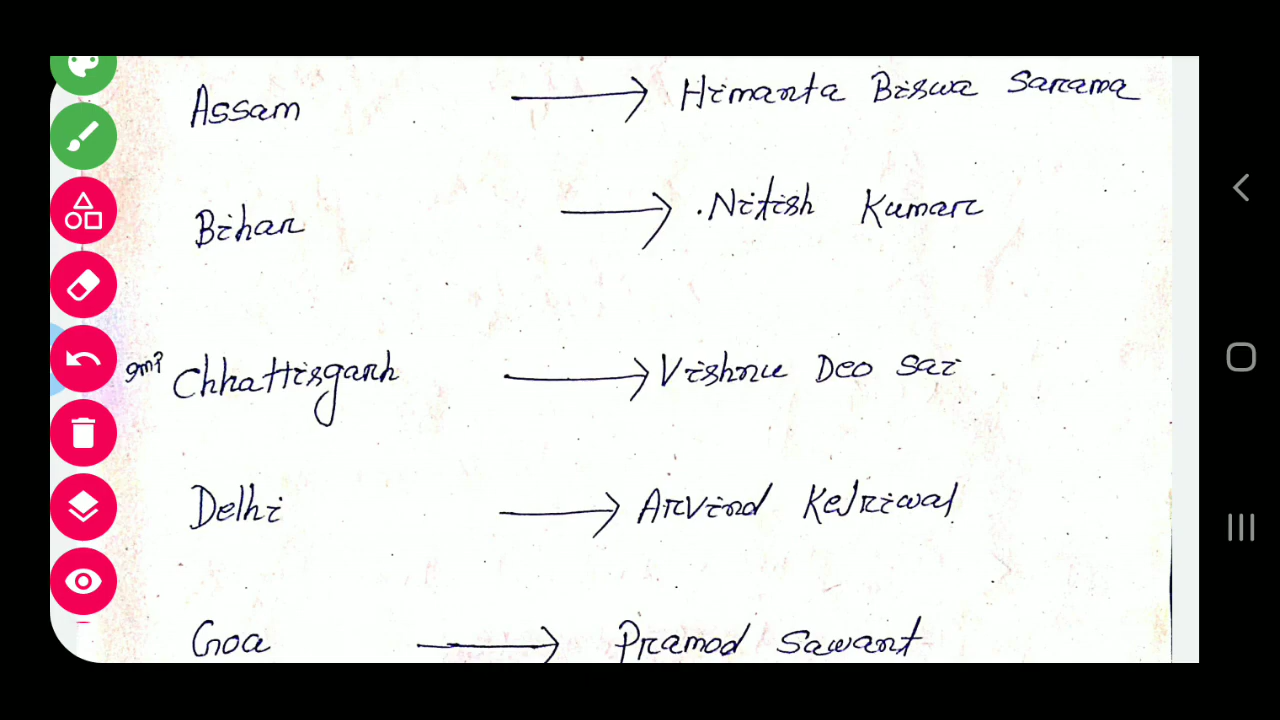 Assam → Himanta Biswa Sarama
Bihar → Nitish Kumar
Chhattisgarh → Vishnu Deo sai
Delhi → Arvind Kejriwal
Goa → Pramod Sawant